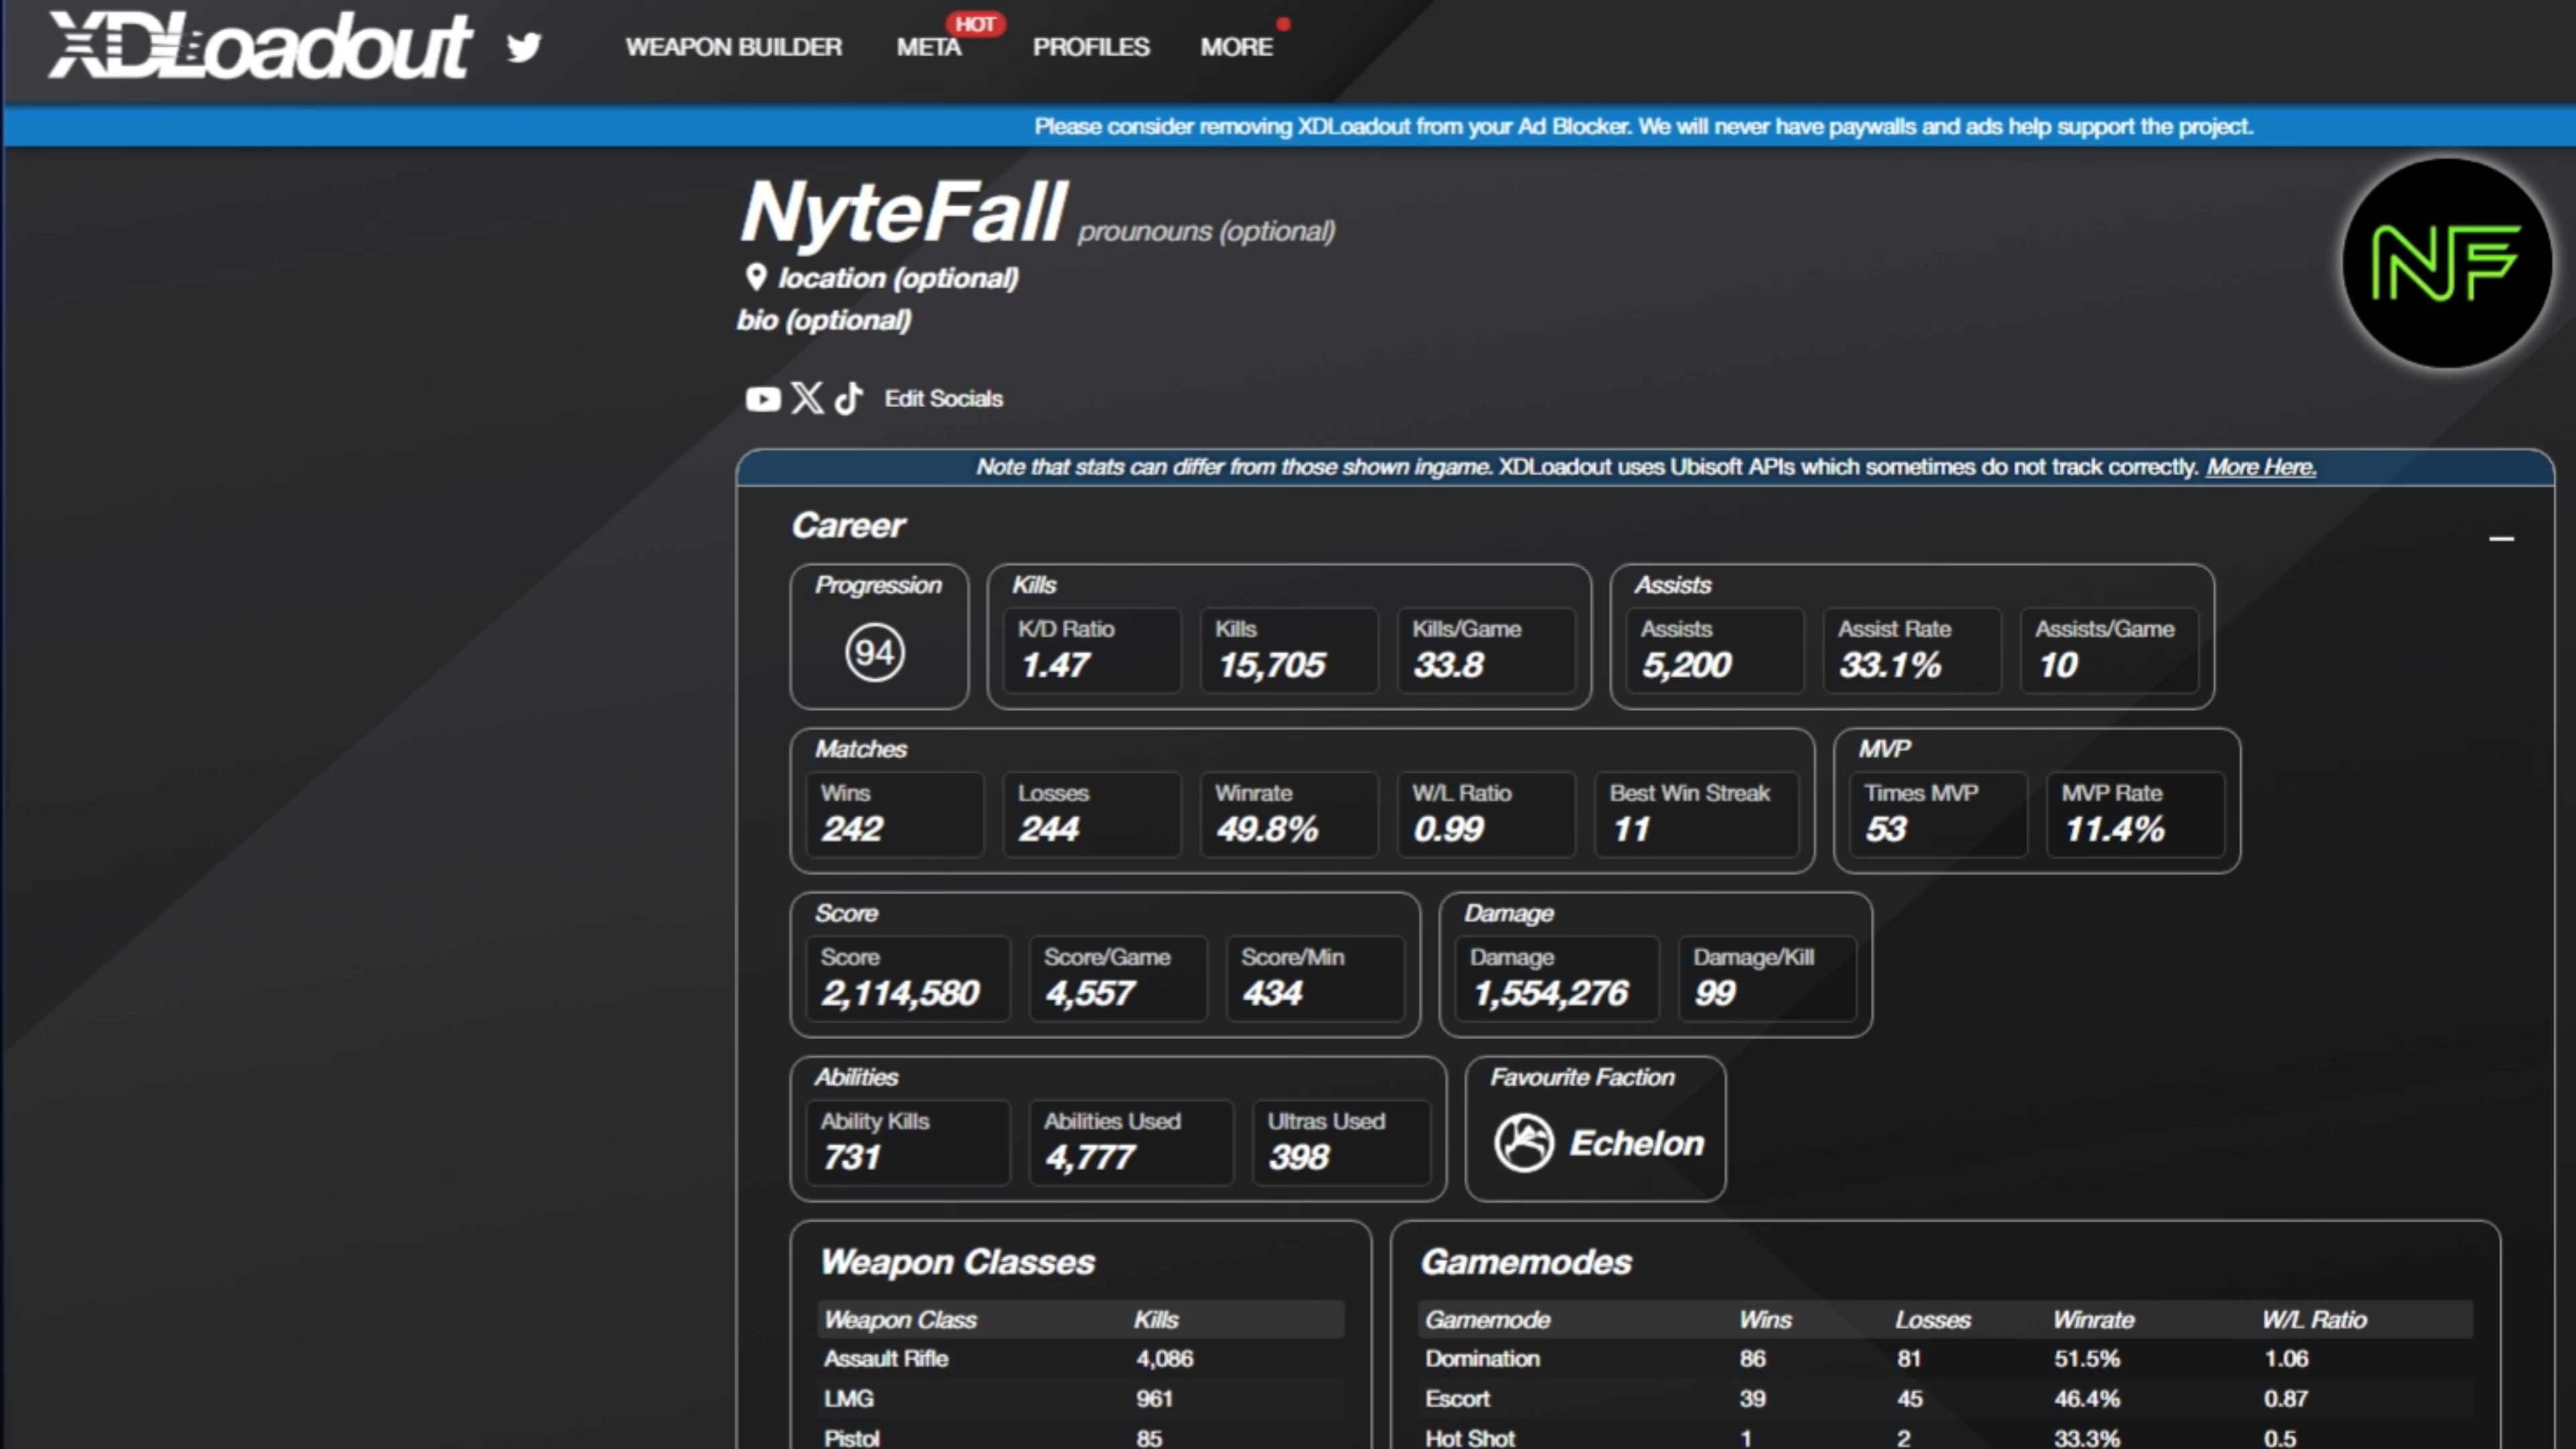 XDLoadout
WEAPON BUILDER
META
HOT
PROFILES
MORE
Please consider removing XDLoadout from your Ad Blocker. We will never have paywalls and ads help support the project.
NyteFall prounouns (optional)
location (optional)
bio (optional)
NF
Edit Socials
Note that stats can differ from those shown ingame. XDLoadout uses Ubisoft APIs which sometimes do not track correctly. More Here.
Career
Progression
94
Kills
K/D Ratio
1.47
Kills
15,705
Kills/Game
33.8
Assists
Assists
5,200
Assist Rate
33.1%
Assists/Game
10
Matches
Wins
242
Losses
244
Winrate
49.8%
W/L Ratio
0.99
Best Win Streak
11
MVP
Times MVP
53
MVP Rate
11.4%
Score
Score
2,114,580
Score/Game
4,557
Score/Min
434
Damage
Damage
1,554,276
Damage/Kill
99
Abilities
Ability Kills
731
Abilities Used
4,777
Ultras Used
398
Favourite Faction
Echelon
Weapon Classes
Weapon Class Kills
Assault Rifle 4,086
LMG 961
Pistol 85
Gamemodes
Gamemode Wins Losses Winrate W/L Ratio
Domination 86 81 51.5% 1.06
Escort 39 45 46.4% 0.87
Hot Shot 1 2 33.3% 0.5